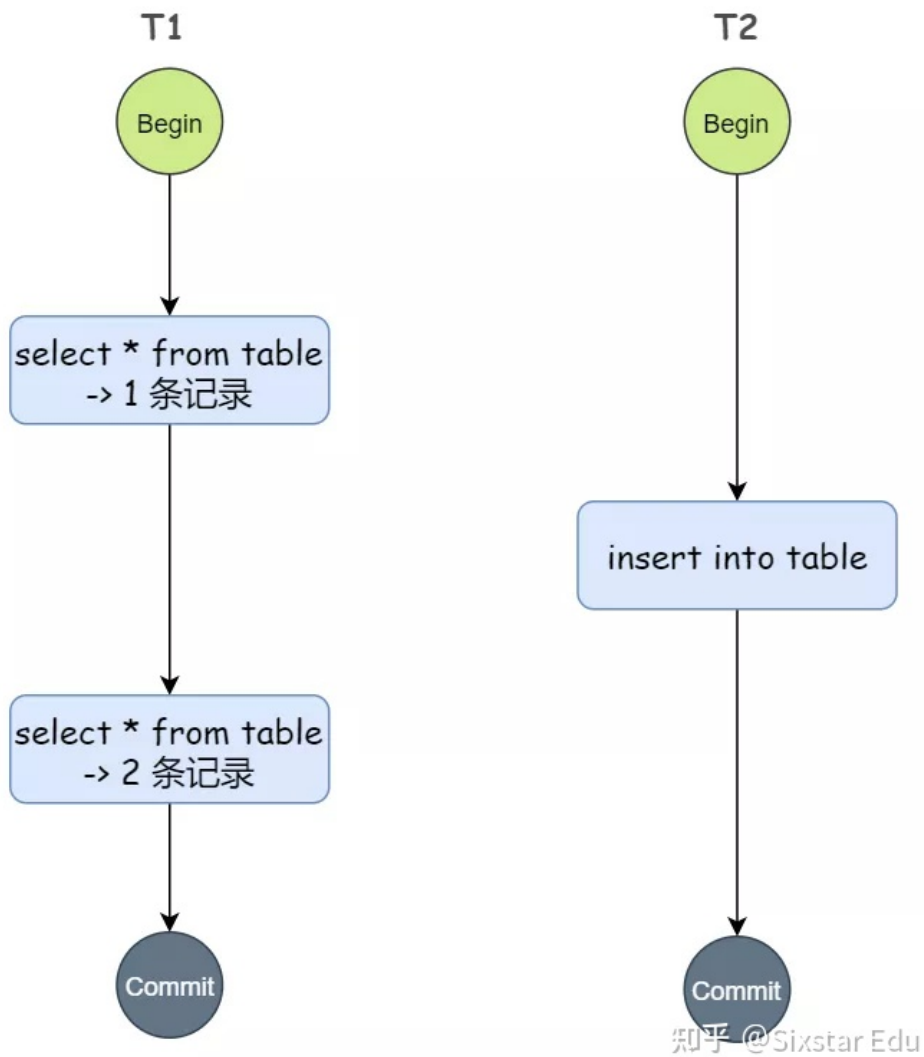 T1
T2
Begin
Begin
select * from table
-> 1 条记录
insert into table
select * from table
-> 2 条记录
Commit
Commit
知乎 @Sixstar Edu